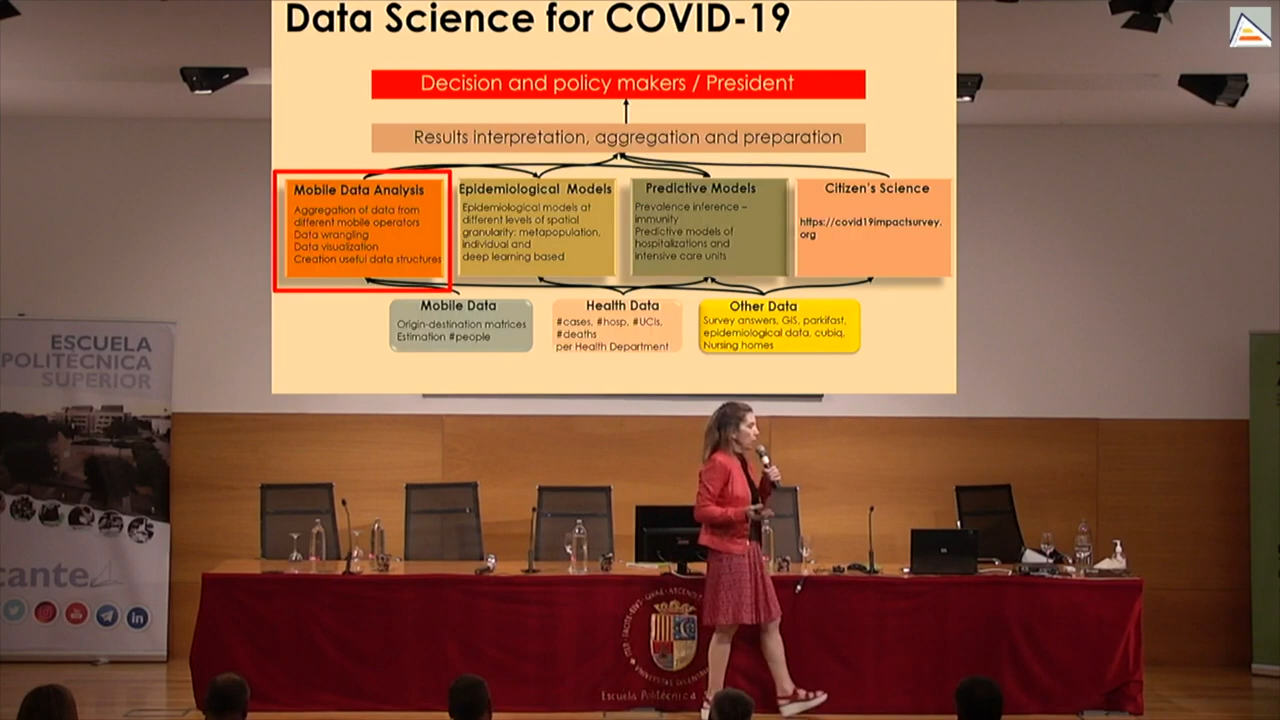 Data Science for COVID-19
Decision and policy makers / President
Results interpretation, aggregation and preparation
Mobile Data Analysis
Aggregation of data from
different mobile operators
Data wrangling
Data visualization
Creation useful data structures
Epidemiological Models
Epidemiological models at
different levels of spatial
granularity: metapopulation,
individual and
deep learning based
Predictive Models
Prevalence inference –
immunity
Predictive models of
hospitalizations and
intensive care units
Citizen's Science
https://covid19impactsurvey.
org
Mobile Data
Origin-destination matrices
Estimation #people
Health Data
#cases, #hosp, #UCIs,
#deaths
per Health Department
Other Data
Survey answers, GIS, parkifast,
epidemiological data, cubiq,
Nursing homes
ESCUELA
POLITÉCNICA
SUPERIOR
cante
Escuela Politécnica